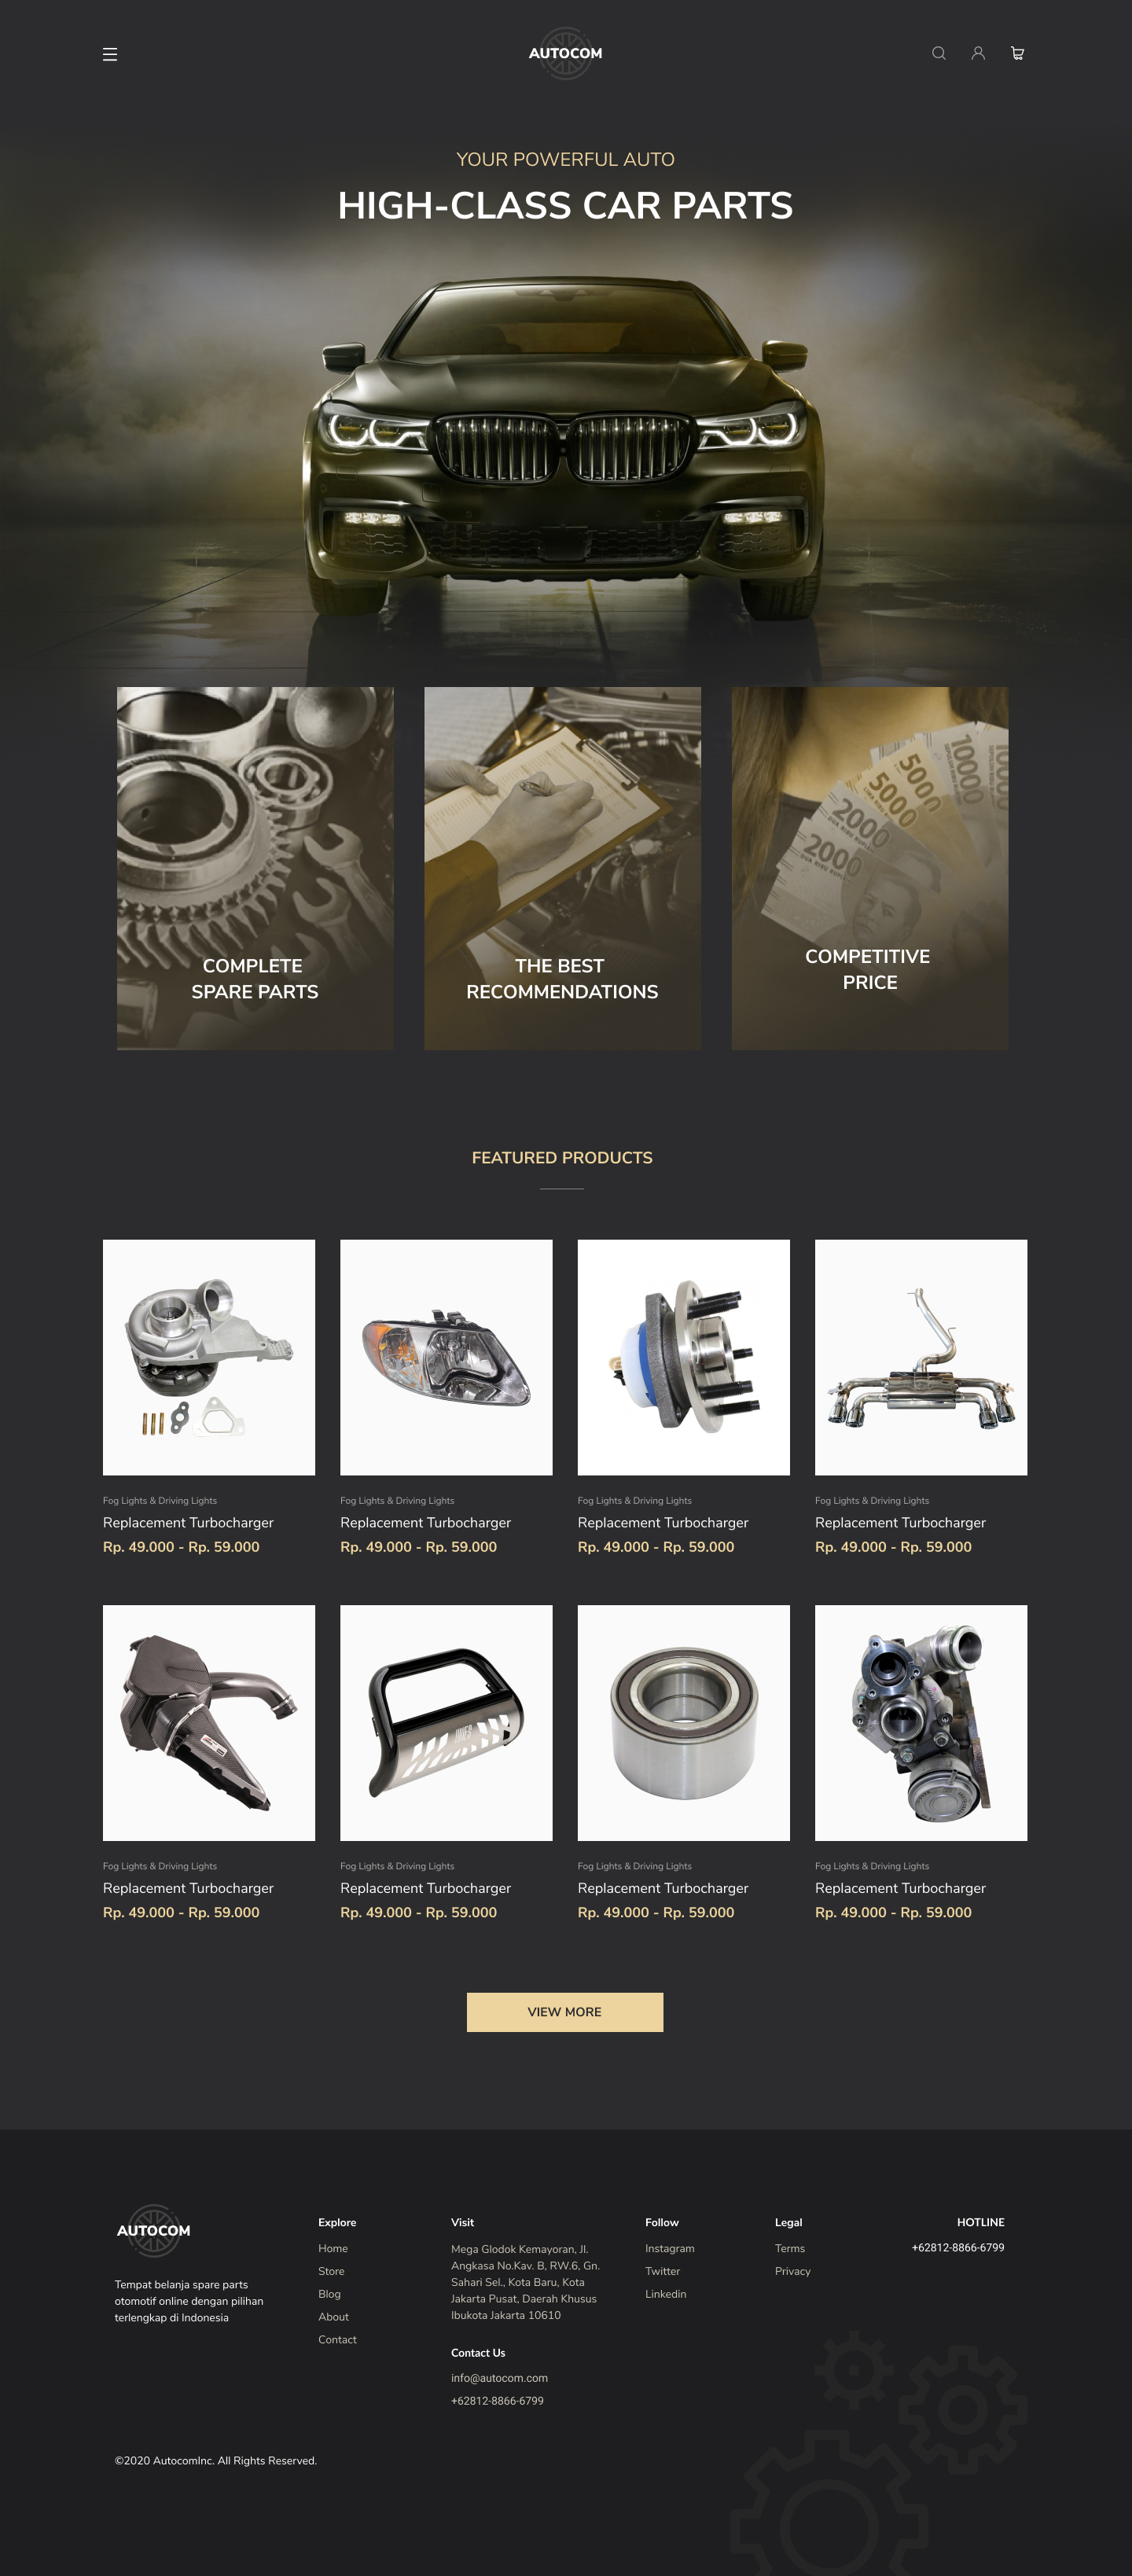 AUTOCOM
YOUR POWERFUL AUTO
HIGH-CLASS CAR PARTS
5000
10000
5000
2000
2000
COMPLETE
SPARE PARTS
THE BEST
RECOMMENDATIONS
COMPETITIVE
PRICE
FEATURED PRODUCTS
Fog Lights & Driving Lights
Replacement Turbocharger
Rp. 49.000 - Rp. 59.000
Fog Lights & Driving Lights
Replacement Turbocharger
Rp. 49.000 - Rp. 59.000
Fog Lights & Driving Lights
Replacement Turbocharger
Rp. 49.000 - Rp. 59.000
Fog Lights & Driving Lights
Replacement Turbocharger
Rp. 49.000 - Rp. 59.000
Fog Lights & Driving Lights
Replacement Turbocharger
Rp. 49.000 - Rp. 59.000
Fog Lights & Driving Lights
Replacement Turbocharger
Rp. 49.000 - Rp. 59.000
Fog Lights & Driving Lights
Replacement Turbocharger
Rp. 49.000 - Rp. 59.000
Fog Lights & Driving Lights
Replacement Turbocharger
Rp. 49.000 - Rp. 59.000
VIEW MORE
AUTOCOM
Tempat belanja spare parts
otomotif online dengan pilihan
terlengkap di Indonesia
Explore
Home
Store
Blog
About
Contact
Visit
Mega Glodok Kemayoran, Jl.
Angkasa No.Kav. B, RW.6, Gn.
Sahari Sel., Kota Baru, Kota
Jakarta Pusat, Daerah Khusus
Ibukota Jakarta 10610
Contact Us
info@autocom.com
+62812-8866-6799
Follow
Instagram
Twitter
Linkedin
Legal
Terms
Privacy
HOTLINE
+62812-8866-6799
©2020 AutocomInc. All Rights Reserved.